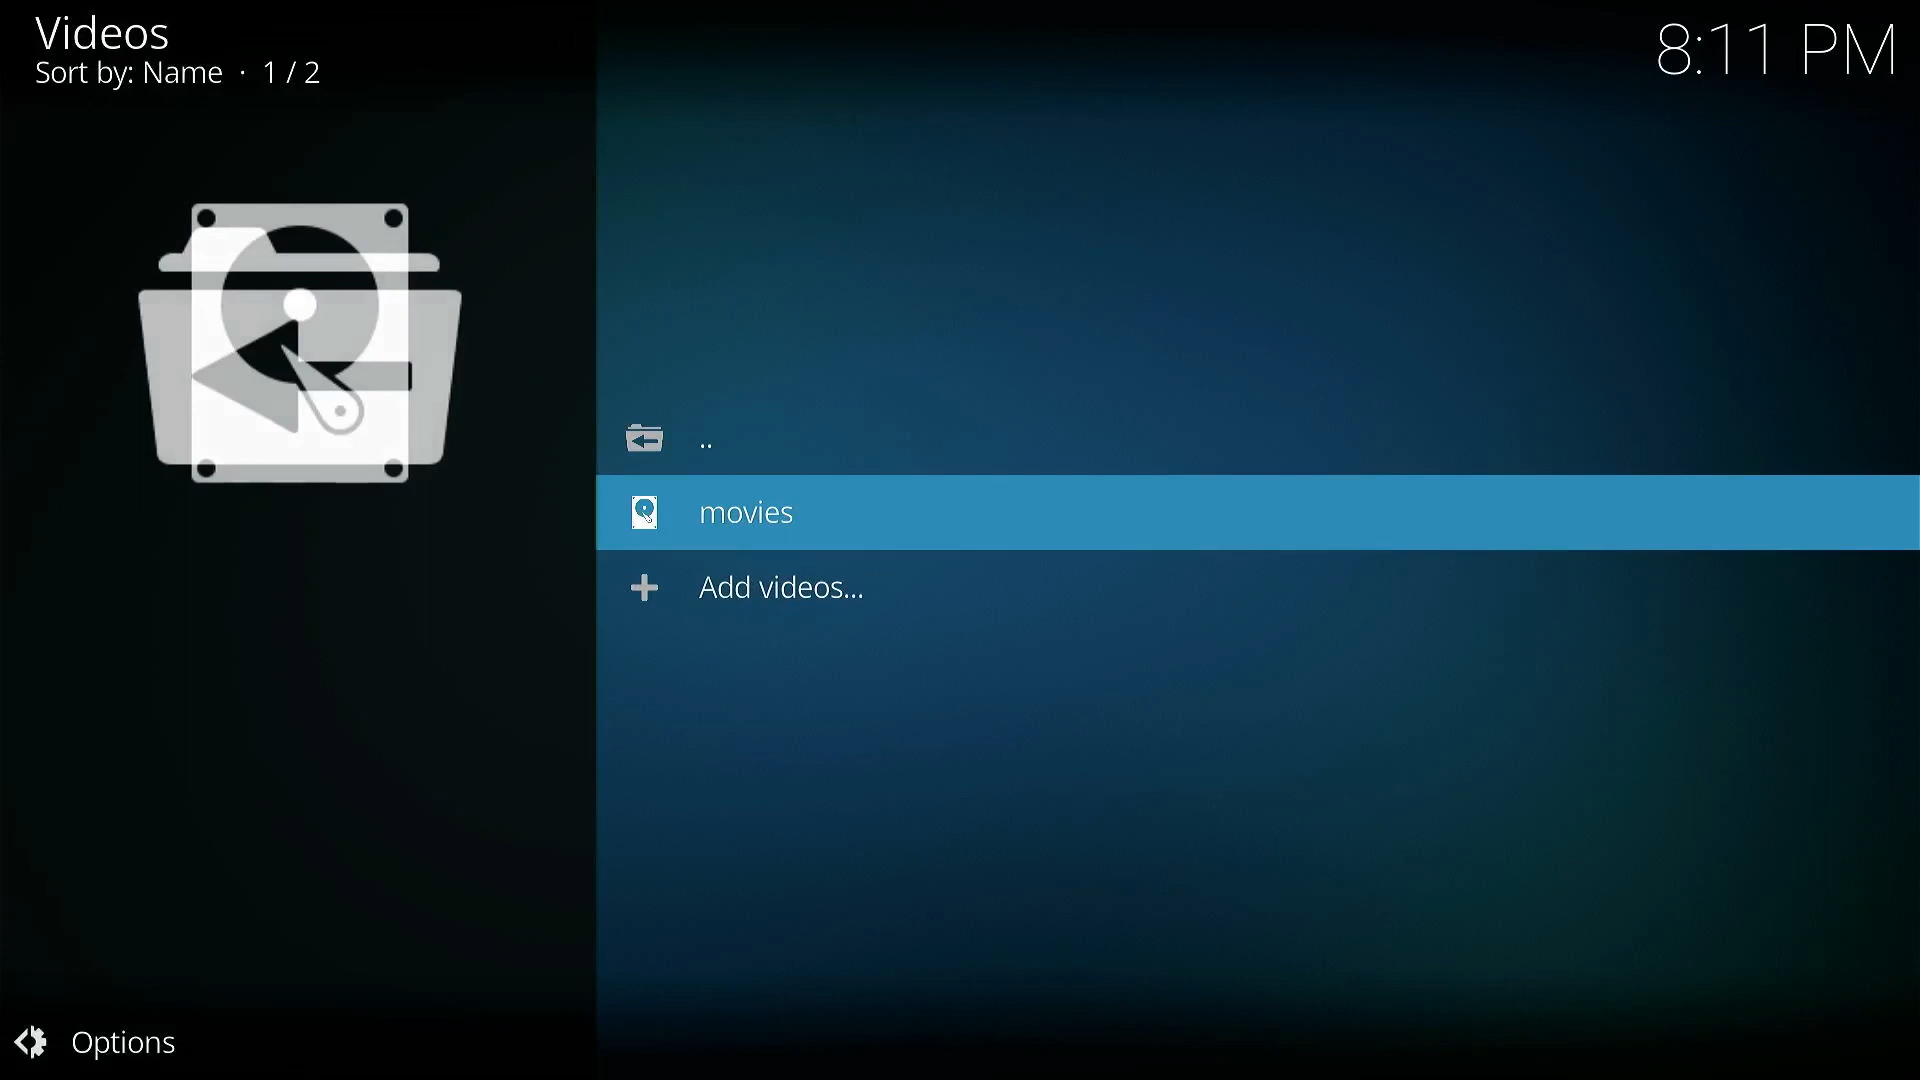 Videos
Sort by: Name · 1 / 2
8:11 PM
..
movies
Add videos...
Options